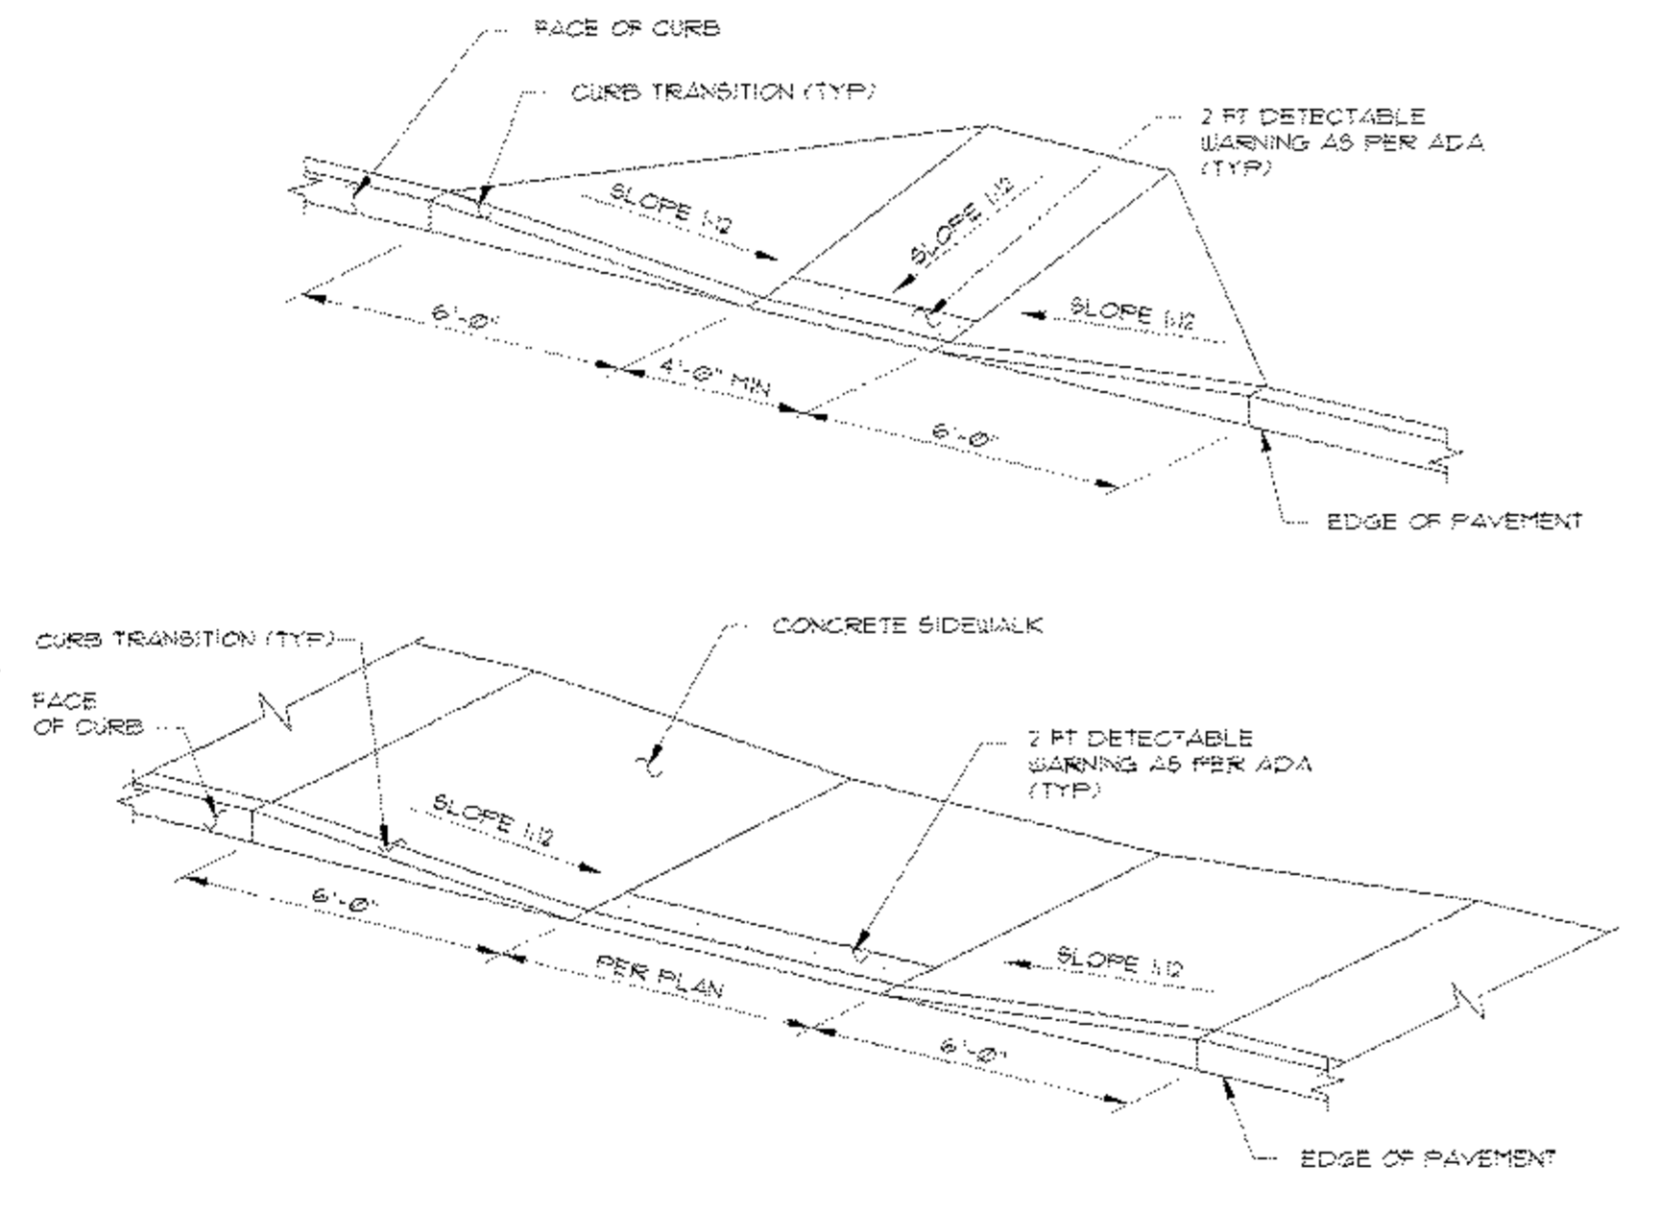 FACE OF CURB
CURB TRANSITION (TYP)
2 FT DETECTABLE
WARNING AS PER ADA
(TYP)
SLOPE 1:12
SLOPE 1:12
SLOPE 1:12
6'-0"
4'-0" MIN
6'-0"
EDGE OF PAVEMENT
CURB TRANSITION (TYP)
CONCRETE SIDEWALK
FACE
OF CURB
2 FT DETECTABLE
WARNING AS PER ADA
(TYP)
SLOPE 1:12
6'-0"
PER PLAN
SLOPE 1:12
6'-0"
EDGE OF PAVEMENT